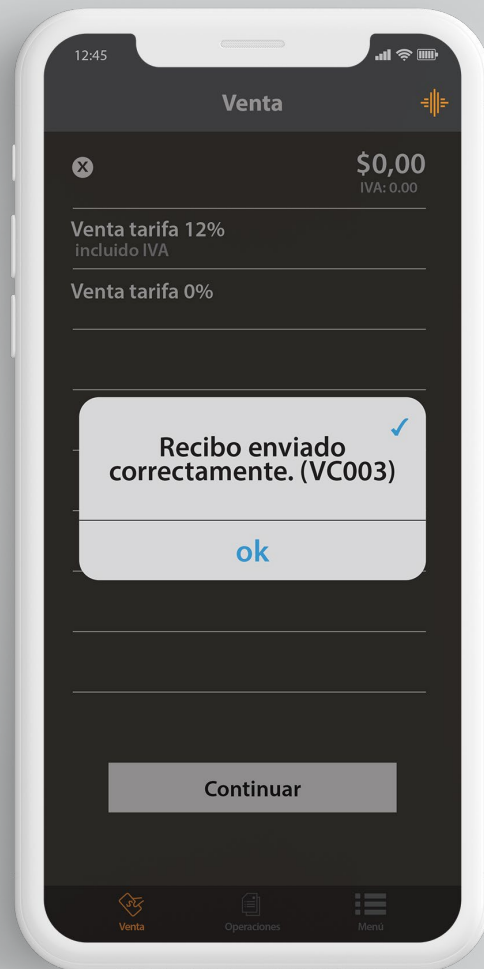 12:45
Venta
X
$0,00
IVA: 0.00
Venta tarifa 12%
incluido IVA
Venta tarifa 0%
Recibo enviado
correctamente. (VC003)
ok
Continuar
Venta
Operaciones
Menú